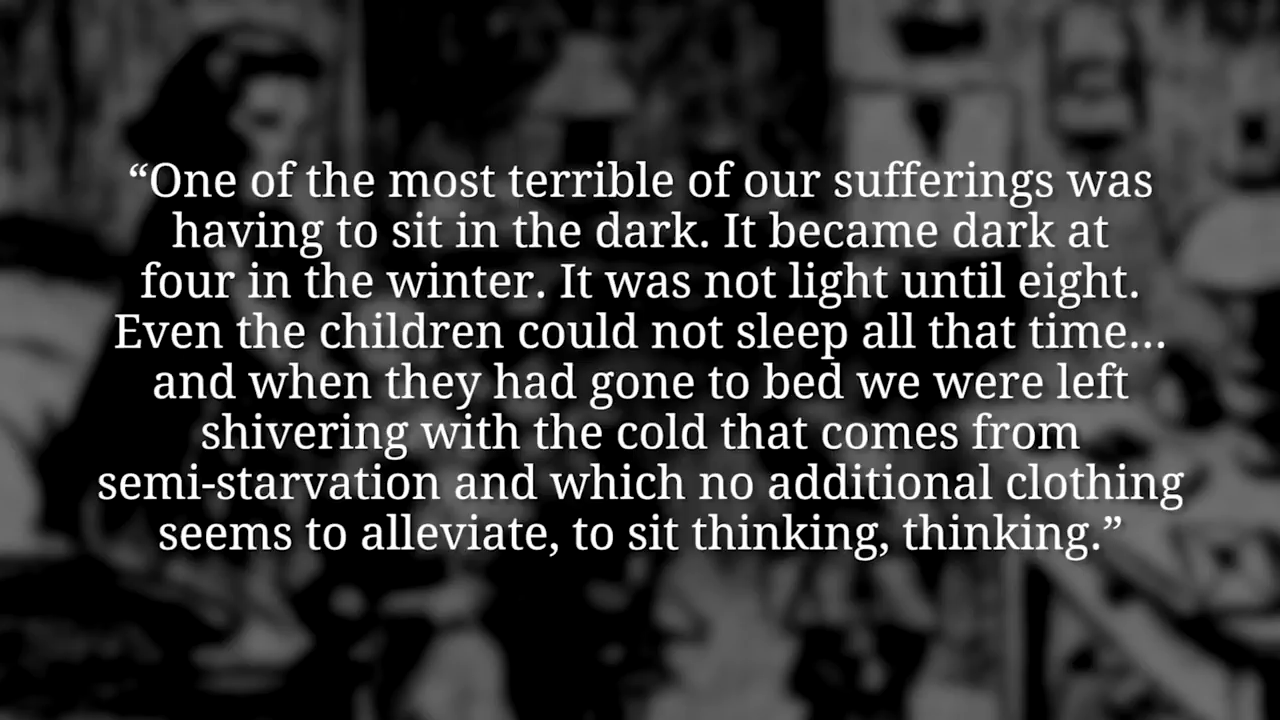 “One of the most terrible of our sufferings was
having to sit in the dark. It became dark at
four in the winter. It was not light until eight.
Even the children could not sleep all that time...
and when they had gone to bed we were left
shivering with the cold that comes from
semi-starvation and which no additional clothing
seems to alleviate, to sit thinking, thinking.”